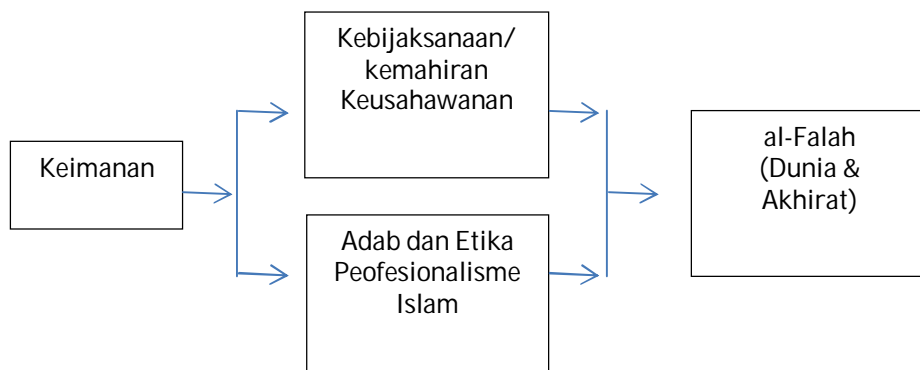 Keimanan
Kebijaksanaan/
kemahiran
Keusahawanan
Adab dan Etika
Peofesionalisme
Islam
al-Falah
(Dunia &
Akhirat)